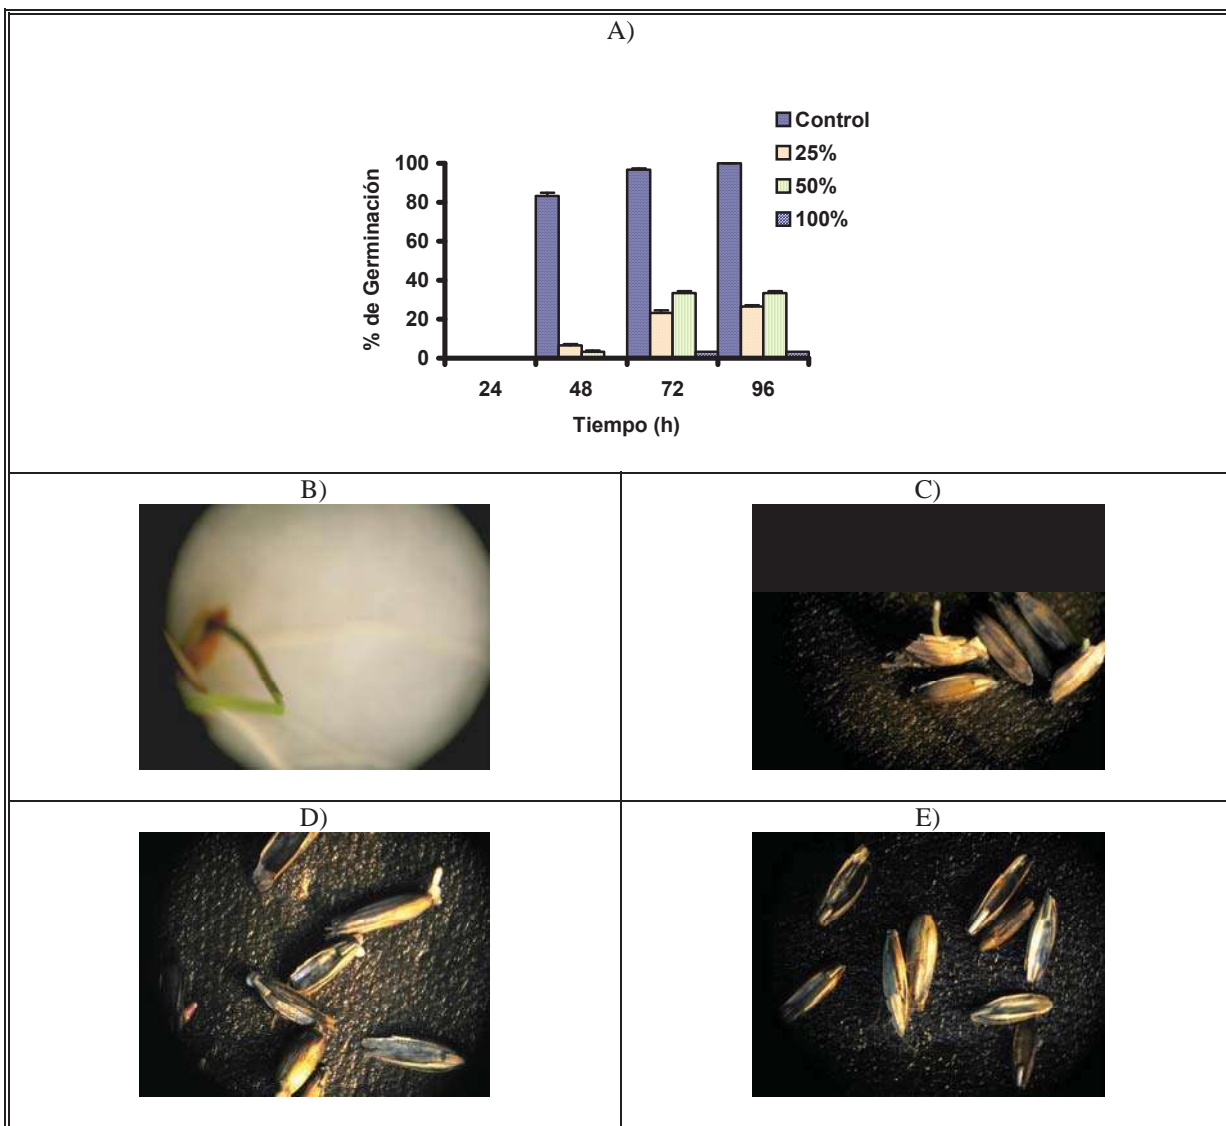 A)
Control
25%
50%
100%
% de Germinación
100
80
60
40
20
0
24 48 72 96
Tiempo (h)
B) C)
D) E)